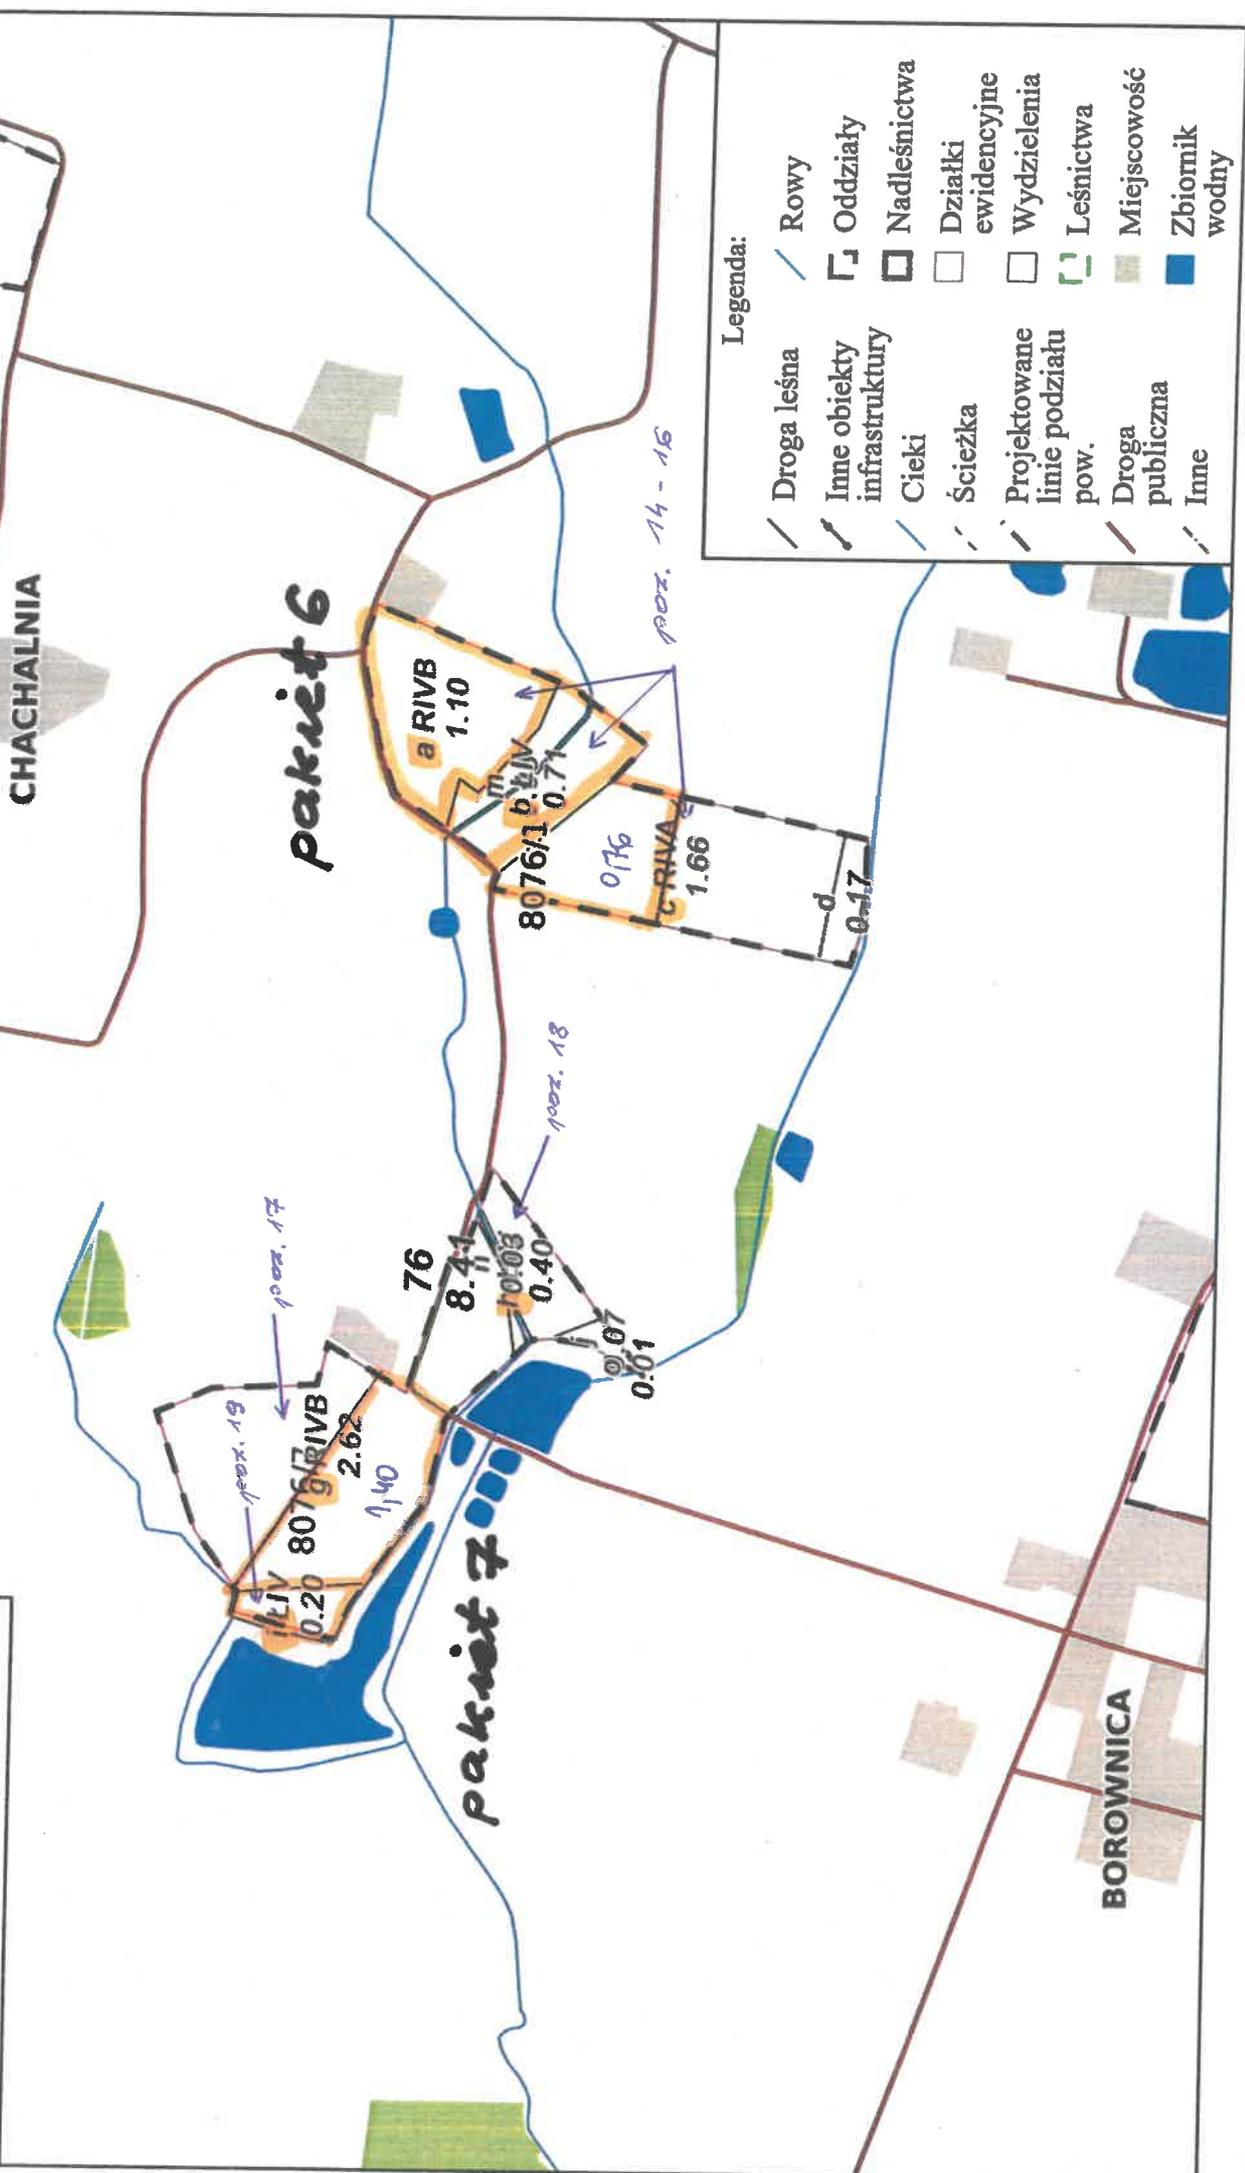 CHACHALNIA
pakiet 6
a RIVB
1.10
m
b ŁIV
0.71
8076/1
0,76
c RIVA
1.66
d
0.17
poz. 14 - 16
poz. 17
poz. 18
poz. 19
76
8.41
n
0.03
0.40
j
0.07
0.01
8076/7
g RIVB
2.62
1,40
ŁIV
0.20
pakiet 7
BOROWNICA
Legenda:
Droga leśna
Inne obiekty
infrastruktury
Cieki
Ścieżka
Projektowane
linie podziału
pow.
Droga
publiczna
Inne
Rowy
Oddziały
Nadleśnictwa
Działki
ewidencyjne
Wydzielenia
Leśnictwa
Miejscowość
Zbiornik
wodny